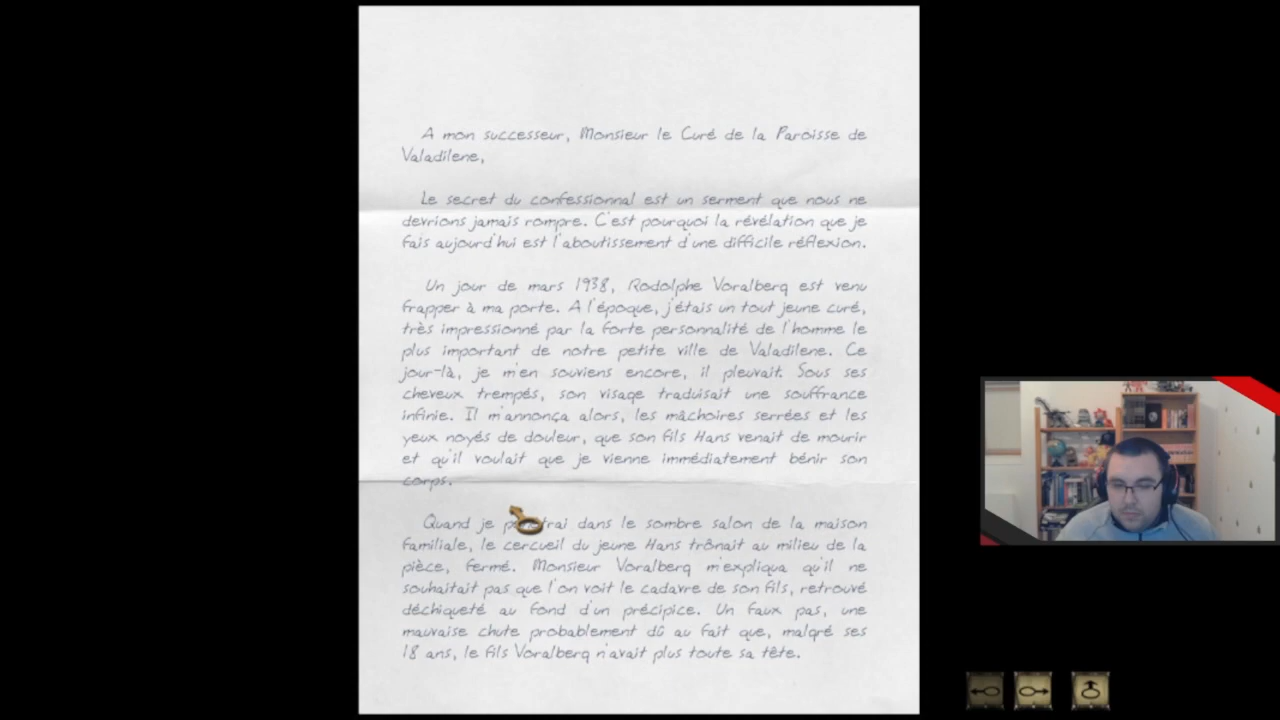 A mon successeur, Monsieur le Curé de la Paroisse de
Valadilene,
Le secret du confessionnal est un serment que nous ne
devrions jamais rompre. C'est pourquoi la révélation que je
fais aujourd'hui est l'aboutissement d'une difficile réflexion.
Un jour de mars 1938, Rodolphe Voralberg est venu
frapper à ma porte. A l'époque, j'étais un tout jeune curé,
très impressionné par la forte personnalité de l'homme le
plus important de notre petite ville de Valadilene. Ce
jour-là, je m'en souviens encore, il pleuvait. Sous ses
cheveux trempés, son visage traduisait une souffrance
infinie. Il m'annonça alors, les mâchoires serrées et les
yeux noyés de douleur, que son fils Hans venait de mourir
et qu'il voulait que je vienne immédiatement bénir son
corps.
Quand je pénétrai dans le sombre salon de la maison
familiale, le cercueil du jeune Hans trônait au milieu de la
pièce, fermé. Monsieur Voralberg m'expliqua qu'il ne
souhaitait pas que l'on voit le cadavre de son fils, retrouvé
déchiqueté au fond d'un précipice. Un faux pas, une
mauvaise chute probablement dû au fait que, malgré ses
18 ans, le fils Voralberg n'avait plus toute sa tête.